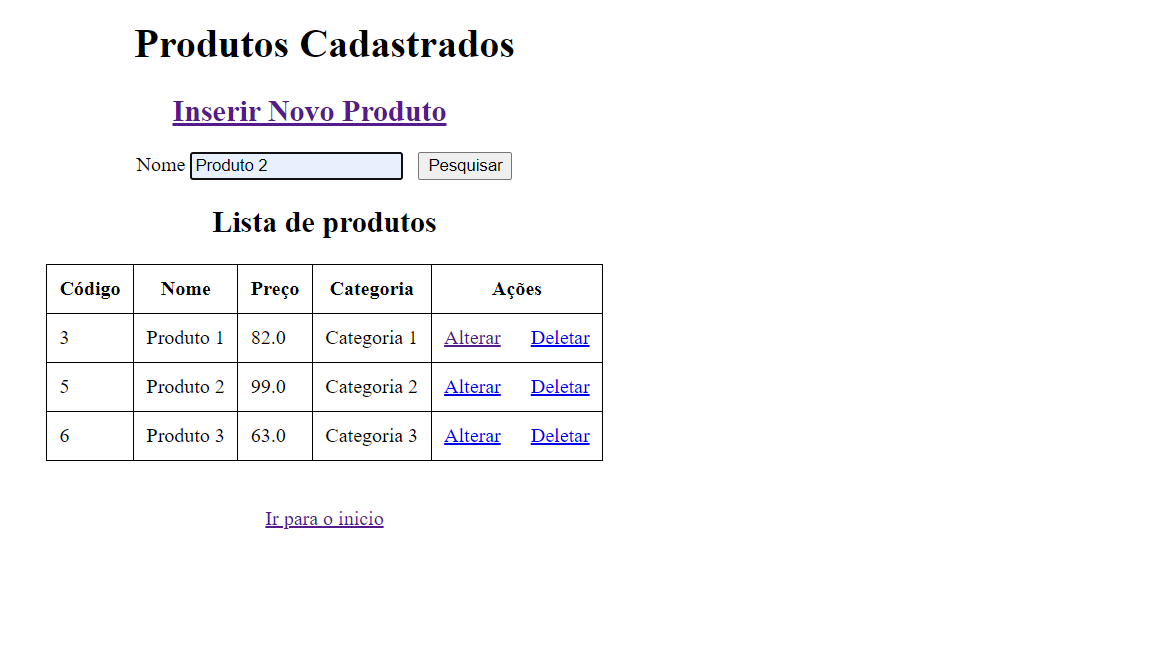 Produtos Cadastrados
Inserir Novo Produto
Nome Produto 2 Pesquisar
Lista de produtos
Código Nome Preço Categoria Ações
3 Produto 1 82.0 Categoria 1 Alterar Deletar
5 Produto 2 99.0 Categoria 2 Alterar Deletar
6 Produto 3 63.0 Categoria 3 Alterar Deletar
Ir para o inicio